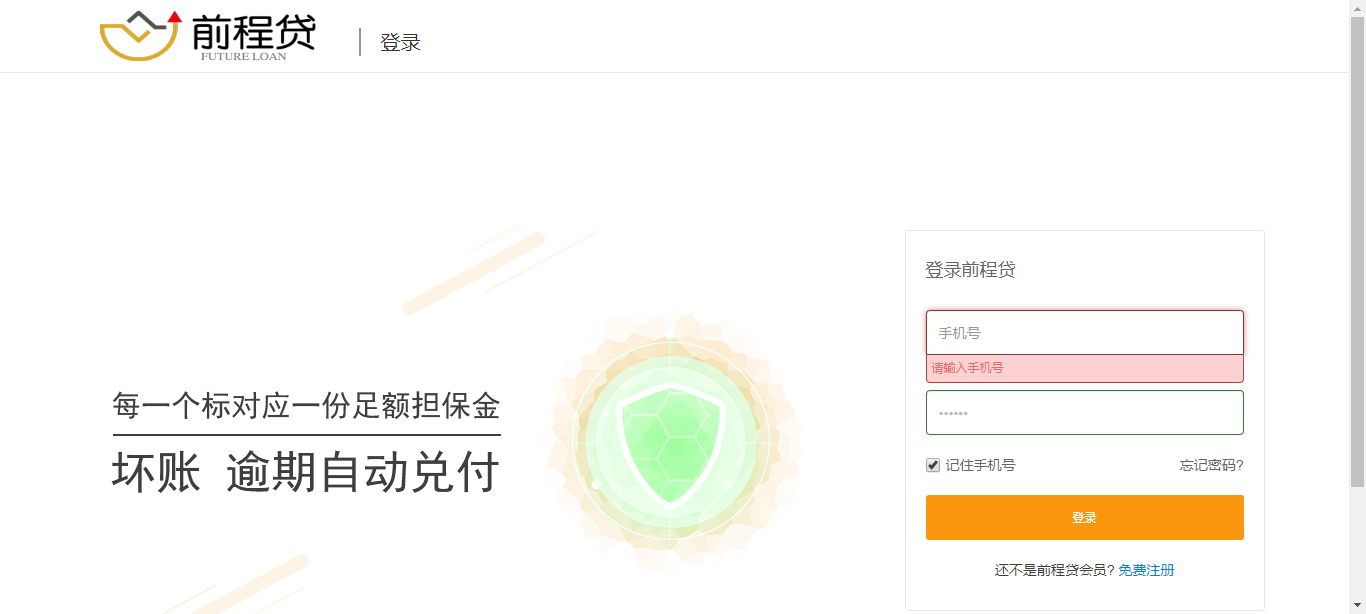 前程贷
FUTURE LOAN
登录
每一个标对应一份足额担保金
坏账 逾期自动兑付
登录前程贷
手机号
请输入手机号
••••••
记住手机号 忘记密码?
登录
还不是前程贷会员? 免费注册